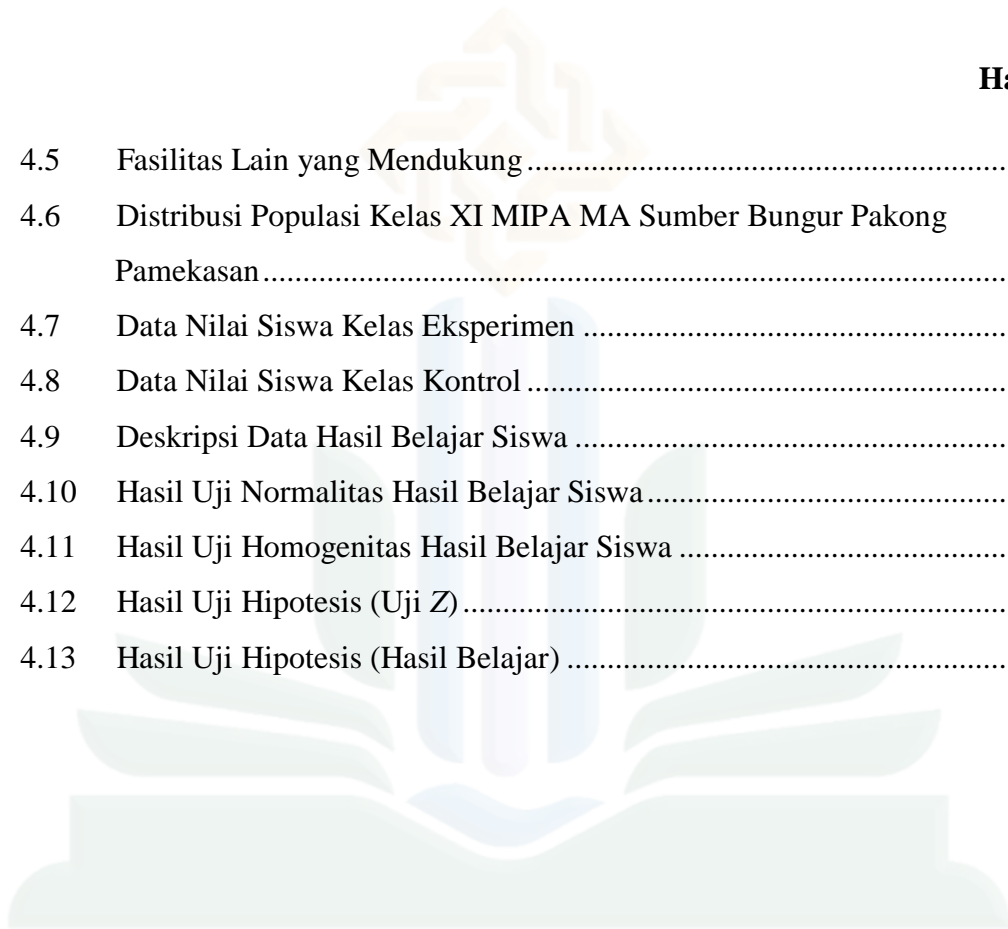 Ha
4.5 Fasilitas Lain yang Mendukung........................................................................
4.6 Distribusi Populasi Kelas XI MIPA MA Sumber Bungur Pakong
Pamekasan...........................................................................................................
4.7 Data Nilai Siswa Kelas Eksperimen ................................................................
4.8 Data Nilai Siswa Kelas Kontrol........................................................................
4.9 Deskripsi Data Hasil Belajar Siswa ................................................................
4.10 Hasil Uji Normalitas Hasil Belajar Siswa......................................................
4.11 Hasil Uji Homogenitas Hasil Belajar Siswa .................................................
4.12 Hasil Uji Hipotesis (Uji Z)..............................................................................
4.13 Hasil Uji Hipotesis (Hasil Belajar) .................................................................